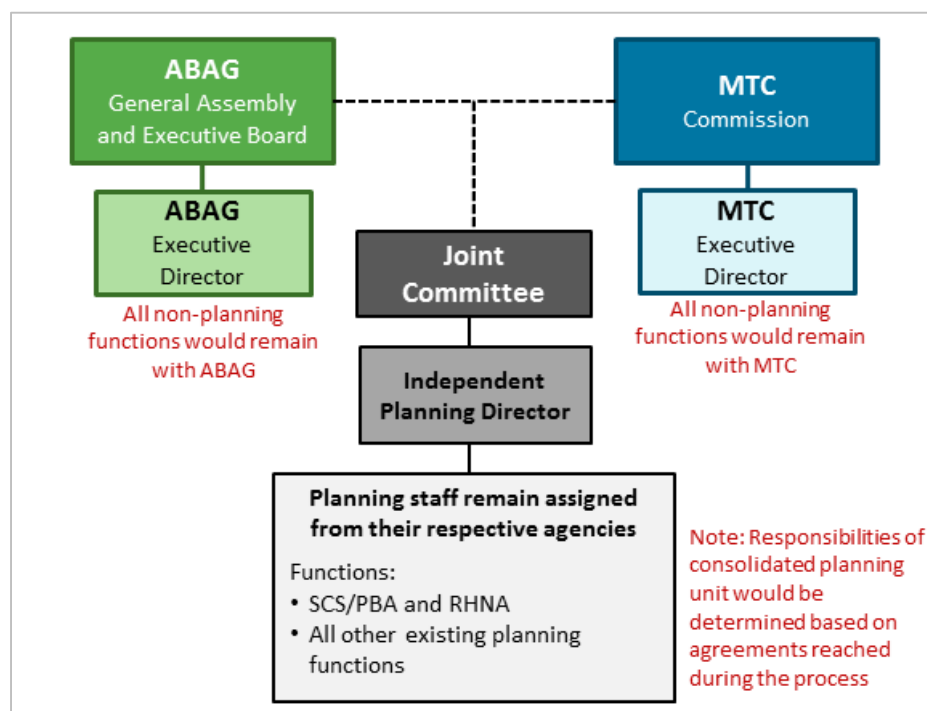 ABAG
General Assembly
and Executive Board
MTC
Commission
ABAG
Executive
Director
MTC
Executive
Director
All non-planning
functions would remain
with ABAG
All non-planning
functions would remain
with MTC
Joint
Committee
Independent
Planning Director
Planning staff remain assigned
from their respective agencies
Functions:
• SCS/PBA and RHNA
• All other existing planning
functions
Note: Responsibilities of
consolidated planning
unit would be
determined based on
agreements reached
during the process